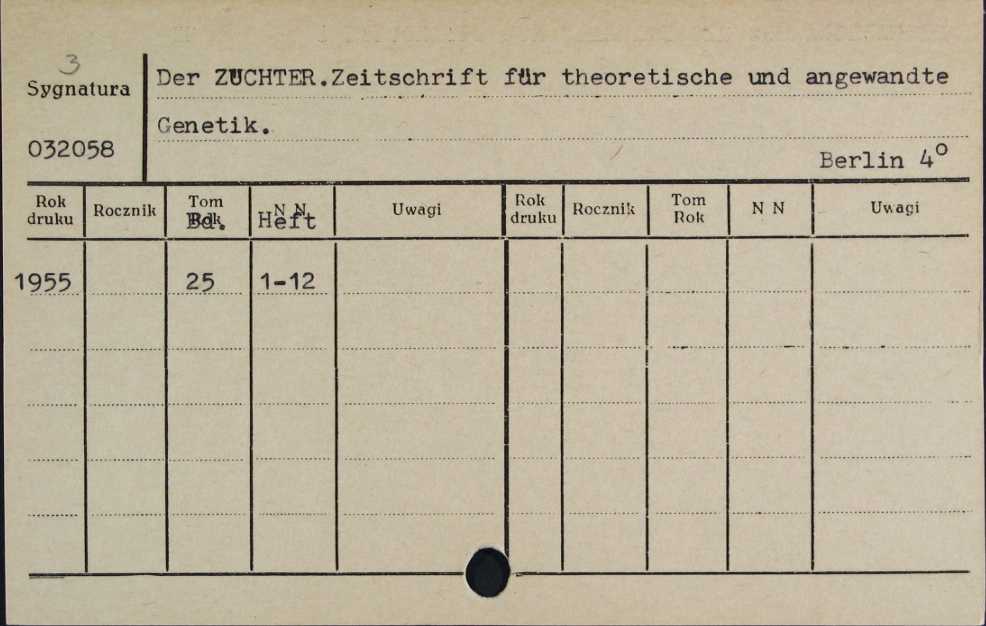 3
Sygnatura
032058
Der ZÜCHTER.Zeitschrift für theoretische und angewandte
Genetik.
Berlin 4°
Rok druku Rocznik Tom Bd. N N Heft Uwagi Rok druku Rocznik Tom Rok N N Uwagi
1955 25 1-12